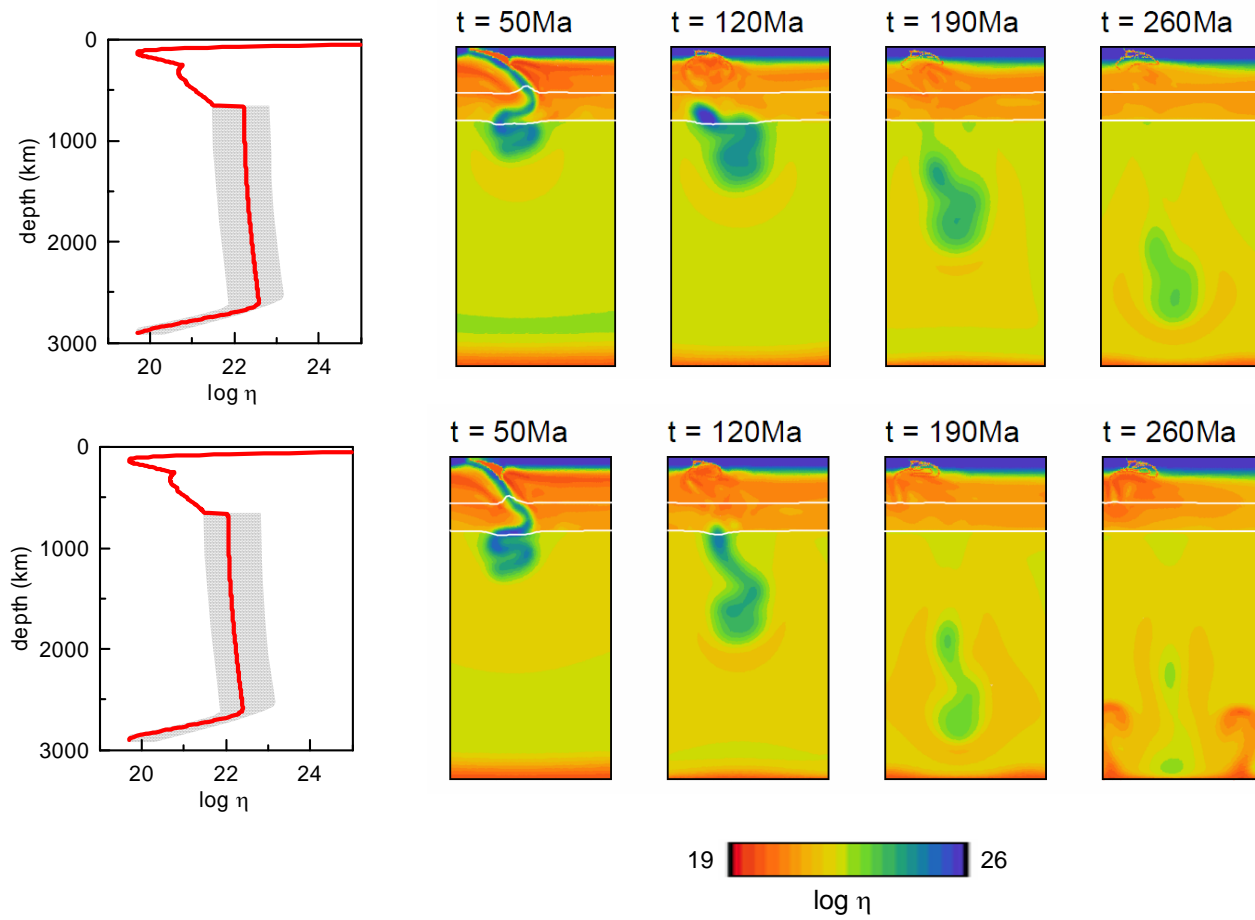 t = 50Ma t = 120Ma t = 190Ma t = 260Ma
0
1000
2000
3000
depth (km)
20 22 24
log η
t = 50Ma t = 120Ma t = 190Ma t = 260Ma
0
1000
2000
3000
depth (km)
20 22 24
log η
19 26
log η